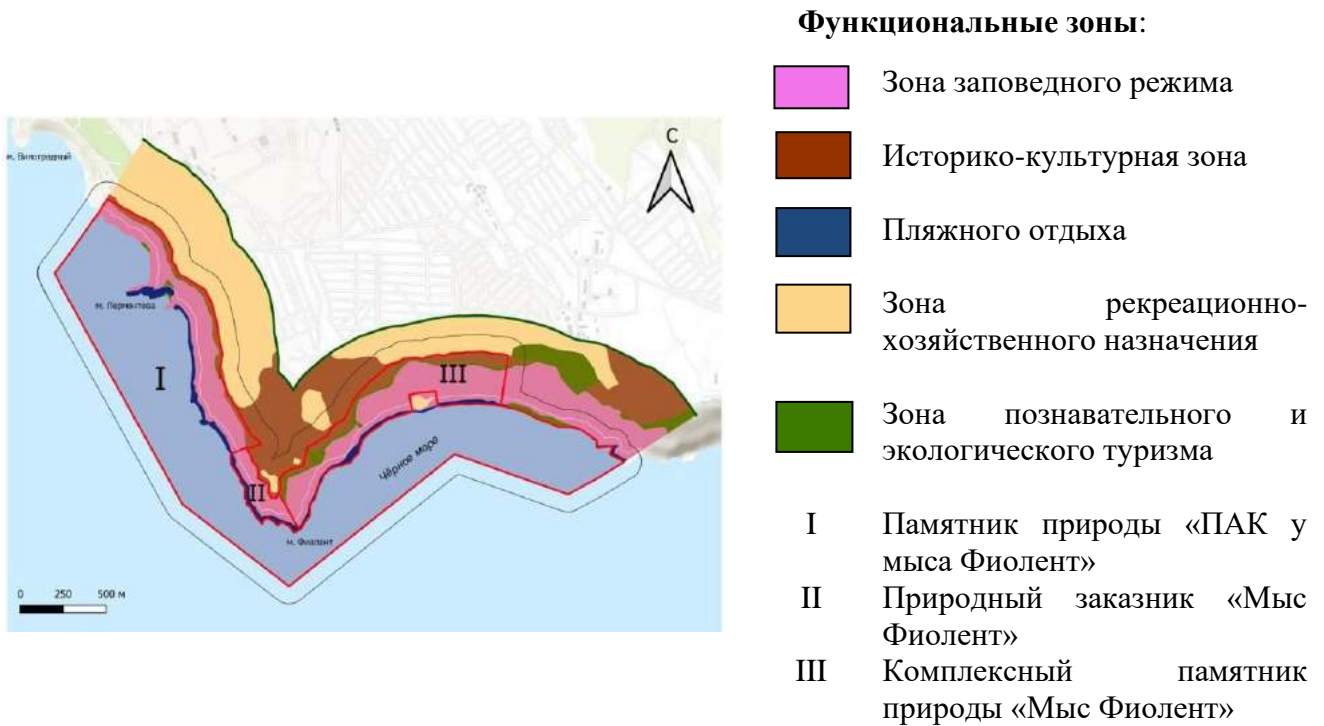 Функциональные зоны:
Зона заповедного режима
Историко-культурная зона
Пляжного отдыха
Зона рекреационно-
хозяйственного назначения
Зона познавательного и
экологического туризма
I Памятник природы «ПАК у
мыса Фиолент»
II Природный заказник «Мыс
Фиолент»
III Комплексный памятник
природы «Мыс Фиолент»
м. Виноградный
С
м. Лермонтова
I
III
Чёрное море
II
м. Фиолент
0 250 500 м